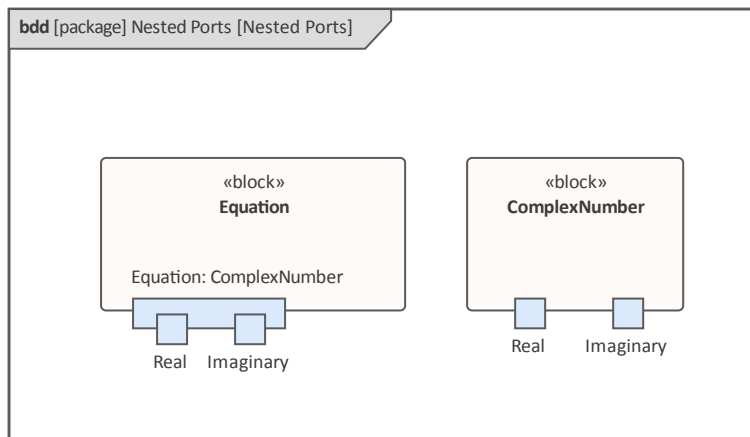 bdd [package] Nested Ports [Nested Ports]
«block»
Equation
Equation: ComplexNumber
Real
Imaginary
«block»
ComplexNumber
Real
Imaginary